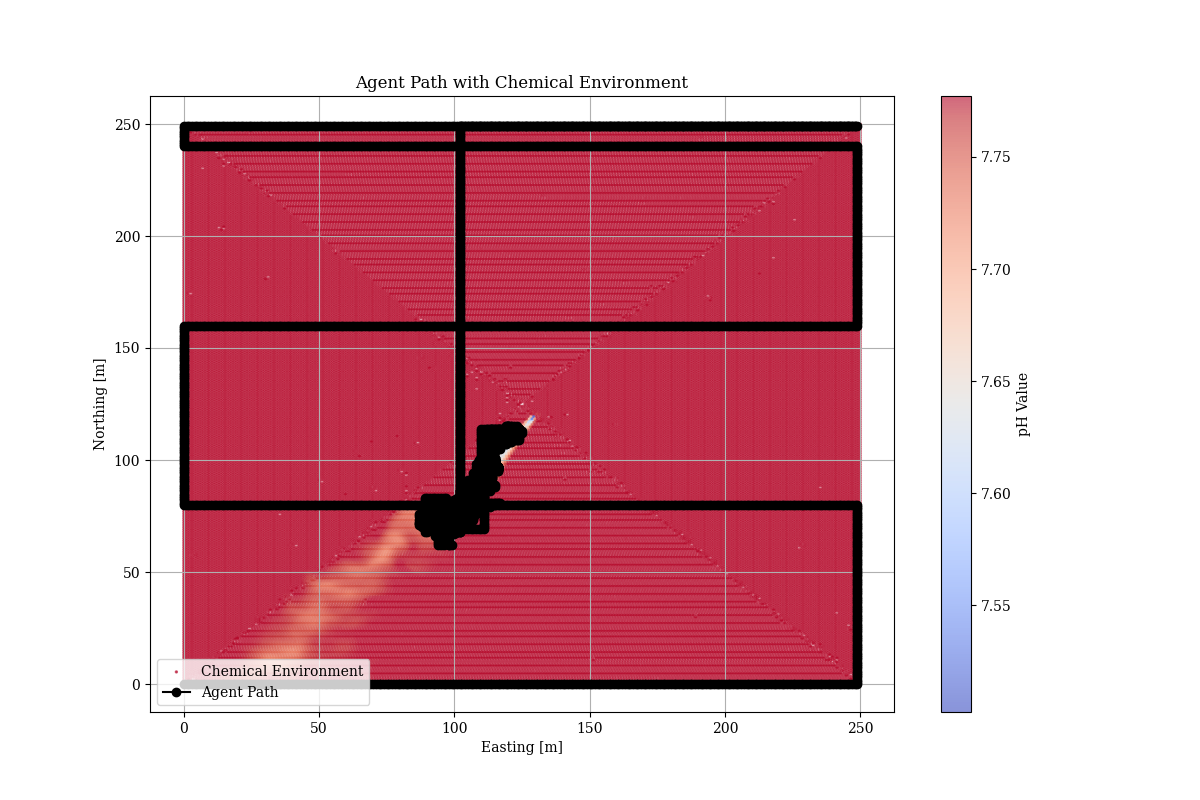 Agent Path with Chemical Environment
250
200
150
100
50
0
Northing [m]
0 50 100 150 200 250
Easting [m]
Chemical Environment
Agent Path
7.75
7.70
7.65
7.60
7.55
pH Value